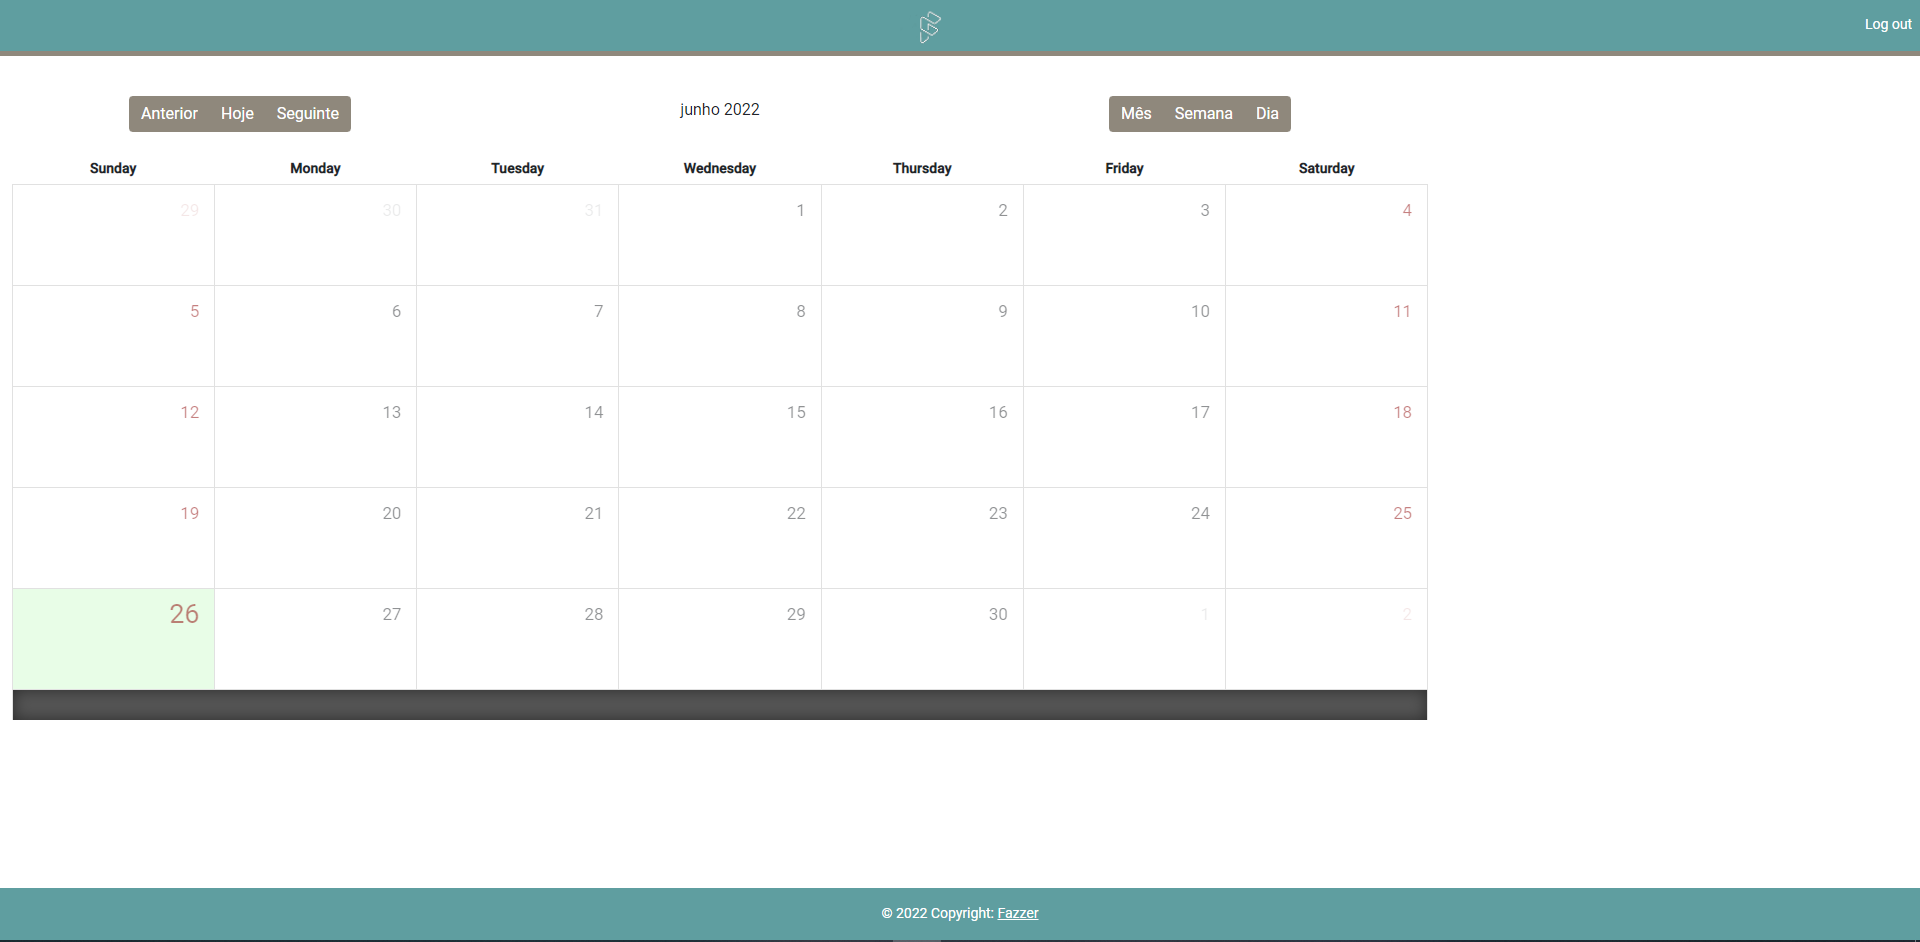 Log out
Anterior Hoje Seguinte junho 2022 Mês Semana Dia
Sunday Monday Tuesday Wednesday Thursday Friday Saturday
29 30 31 1 2 3 4
5 6 7 8 9 10 11
12 13 14 15 16 17 18
19 20 21 22 23 24 25
26 27 28 29 30 1 2
© 2022 Copyright: Fazzer